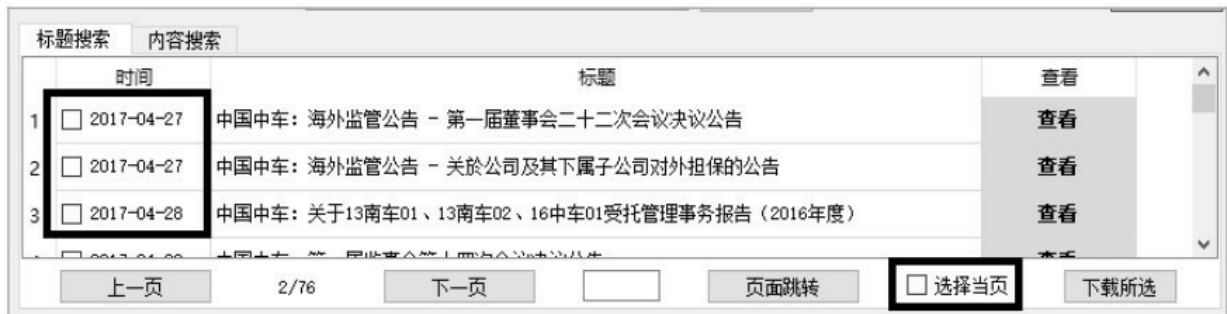 标题搜索 内容搜索
时间 标题 查看
1 2017-04-27 中国中车：海外监管公告 - 第一届董事会二十二次会议决议公告 查看
2 2017-04-27 中国中车：海外监管公告 - 关於公司及其下属子公司对外担保的公告 查看
3 2017-04-28 中国中车：关于13南车01、13南车02、16中车01受托管理事务报告（2016年度） 查看
上一页 2/76 下一页 页面跳转 选择当页 下载所选